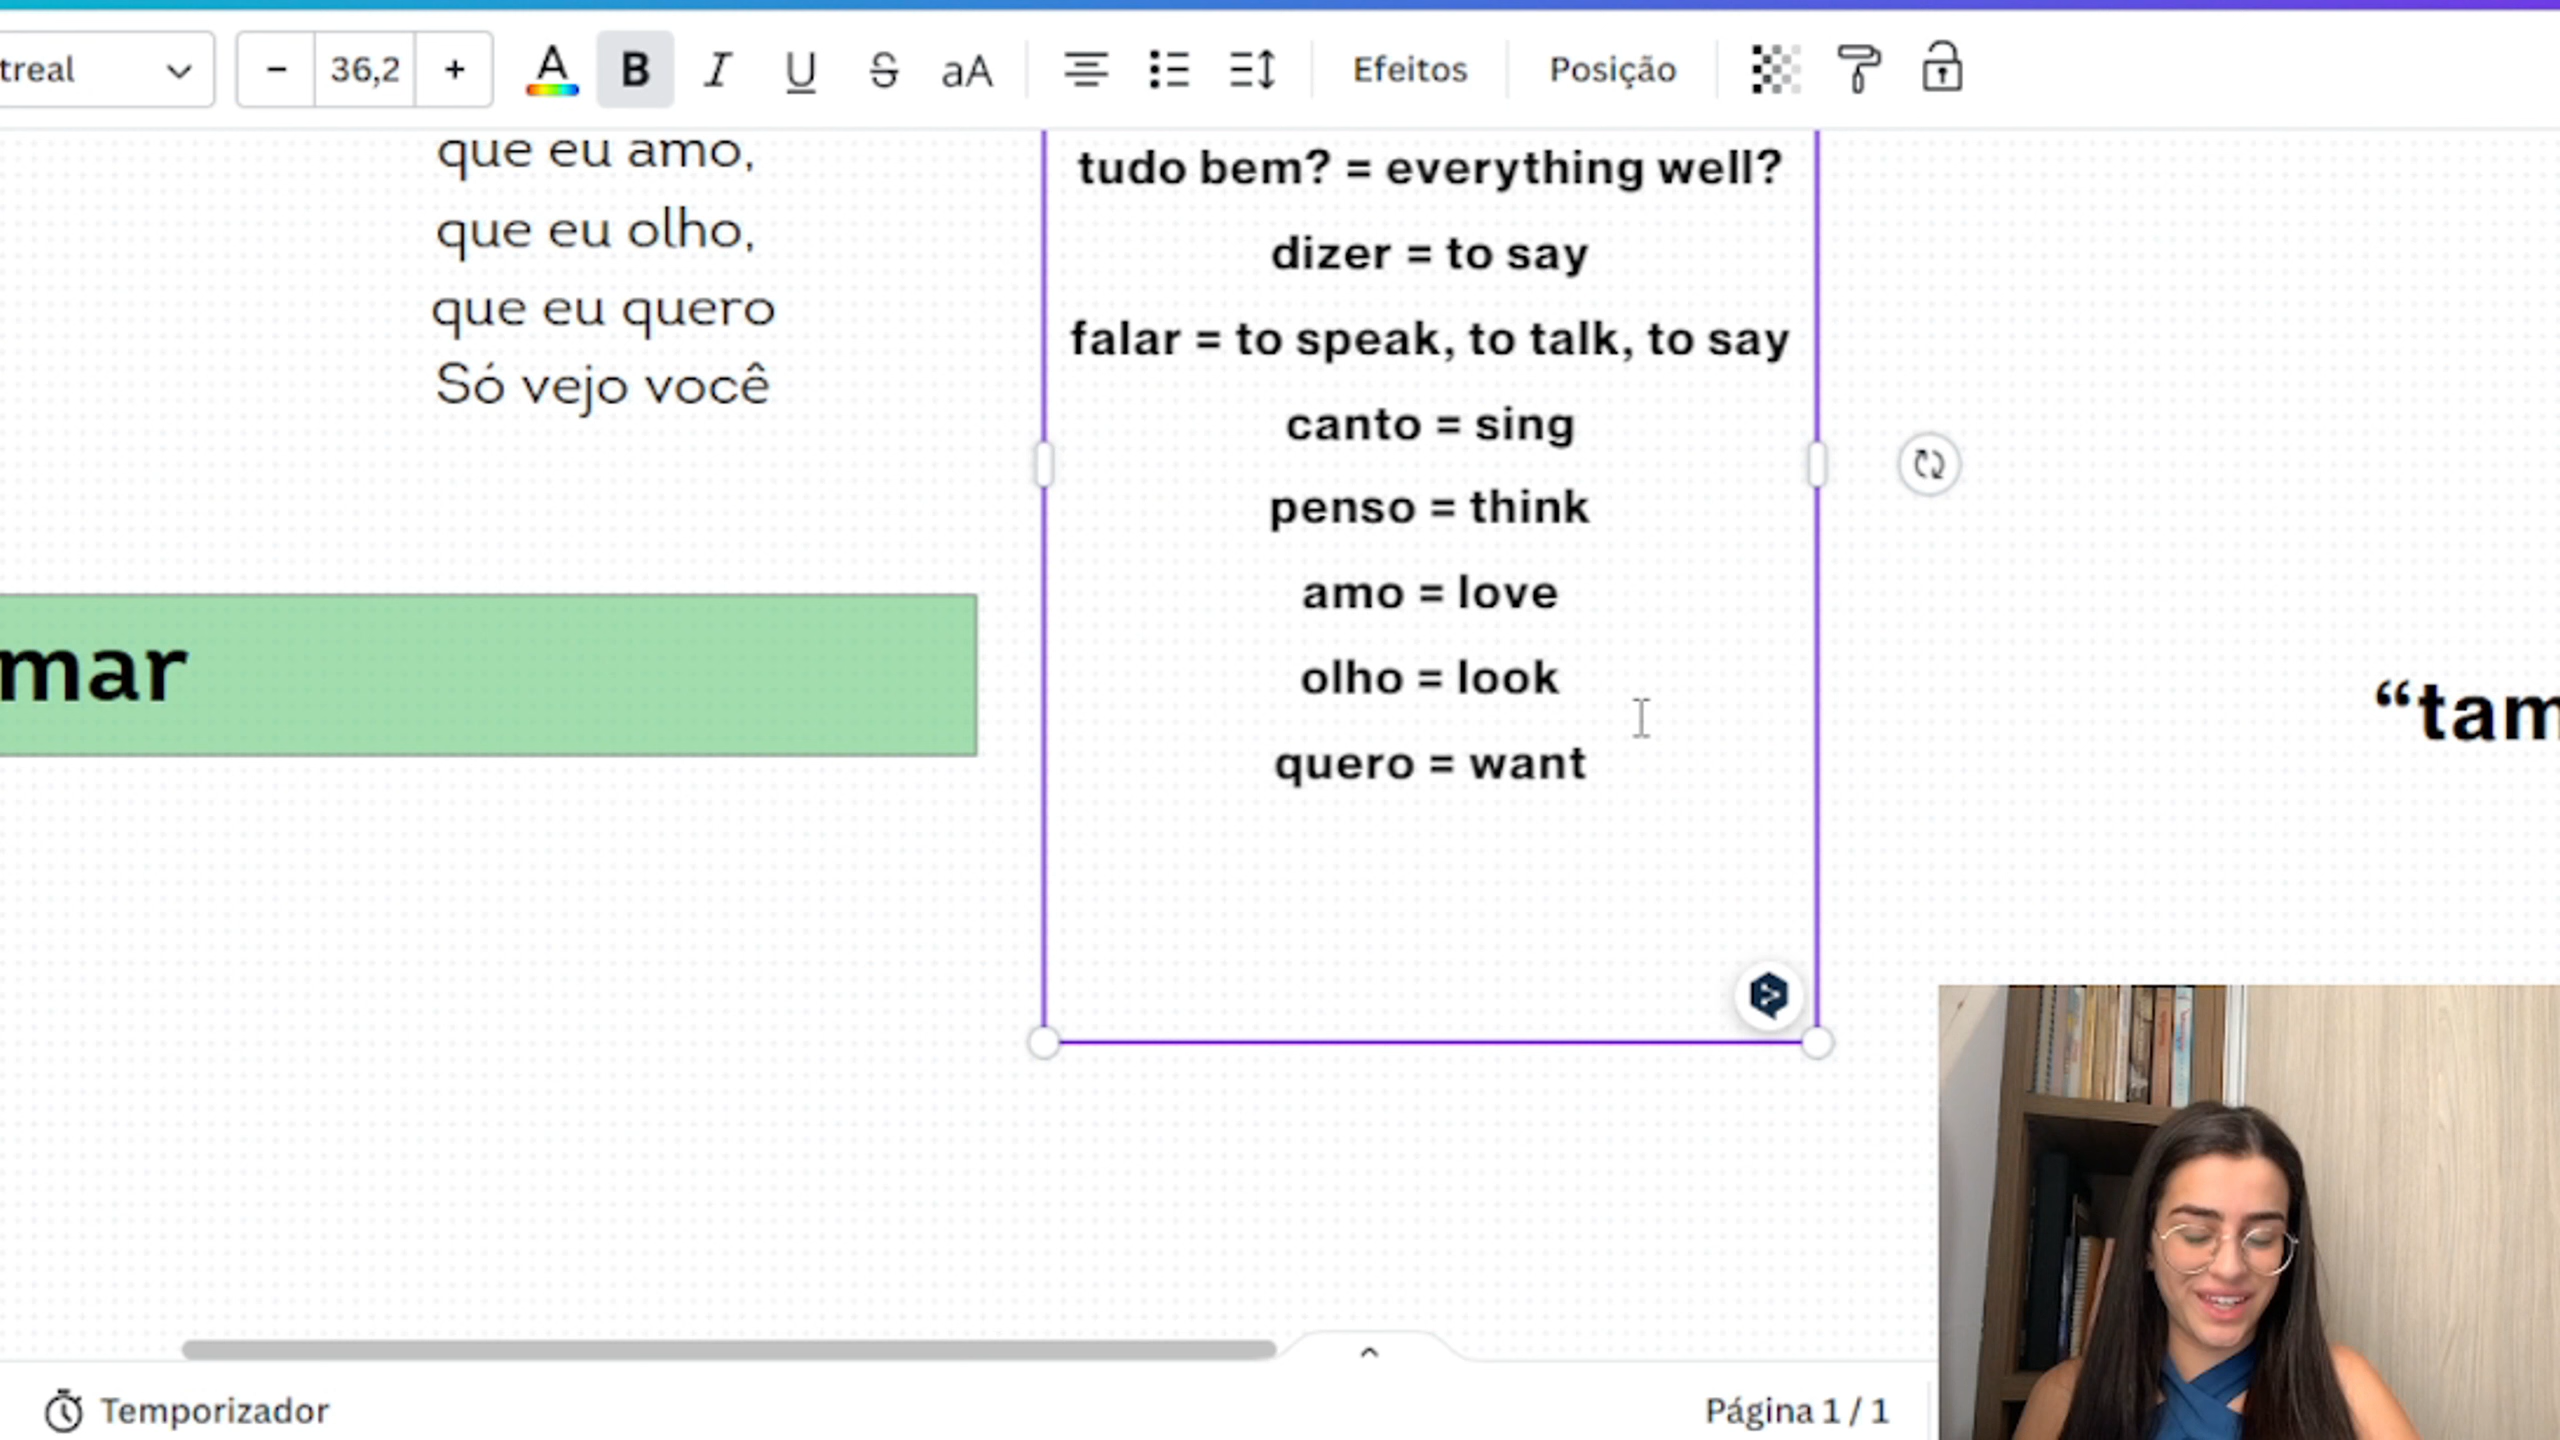 treal
36,2
A
B
I
U
S
aA
Efeitos
Posição
que eu amo,
que eu olho,
que eu quero
Só vejo você
mar
tudo bem? = everything well?
dizer = to say
falar = to speak, to talk, to say
canto = sing
penso = think
amo = love
olho = look
quero = want
“tam
Temporizador
Página 1 / 1